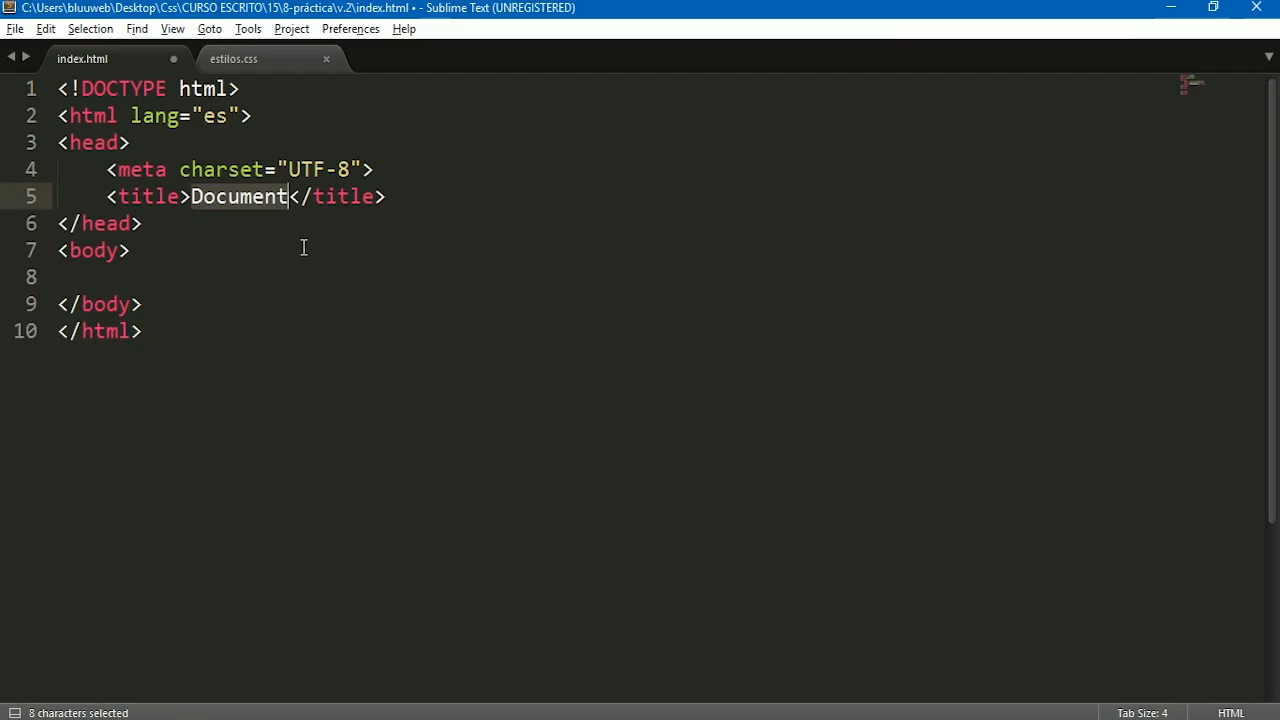 C:\Users\bluuweb\Desktop\Css\CURSO ESCRITO\15\8-práctica\v.2\index.html • - Sublime Text (UNREGISTERED)
File Edit Selection Find View Goto Tools Project Preferences Help
index.html estilos.css
1 <!DOCTYPE html>
2 <html lang="es">
3 <head>
4 <meta charset="UTF-8">
5 <title>Document</title>
6 </head>
7 <body>
8
9 </body>
10 </html>
8 characters selected Tab Size: 4 HTML